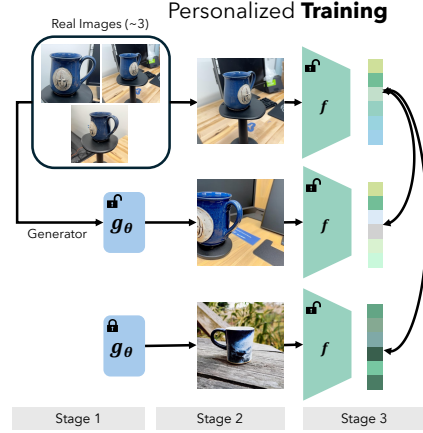 Personalized Training
Real Images (~3)
f
Generator
gθ
f
gθ
f
Stage 1
Stage 2
Stage 3